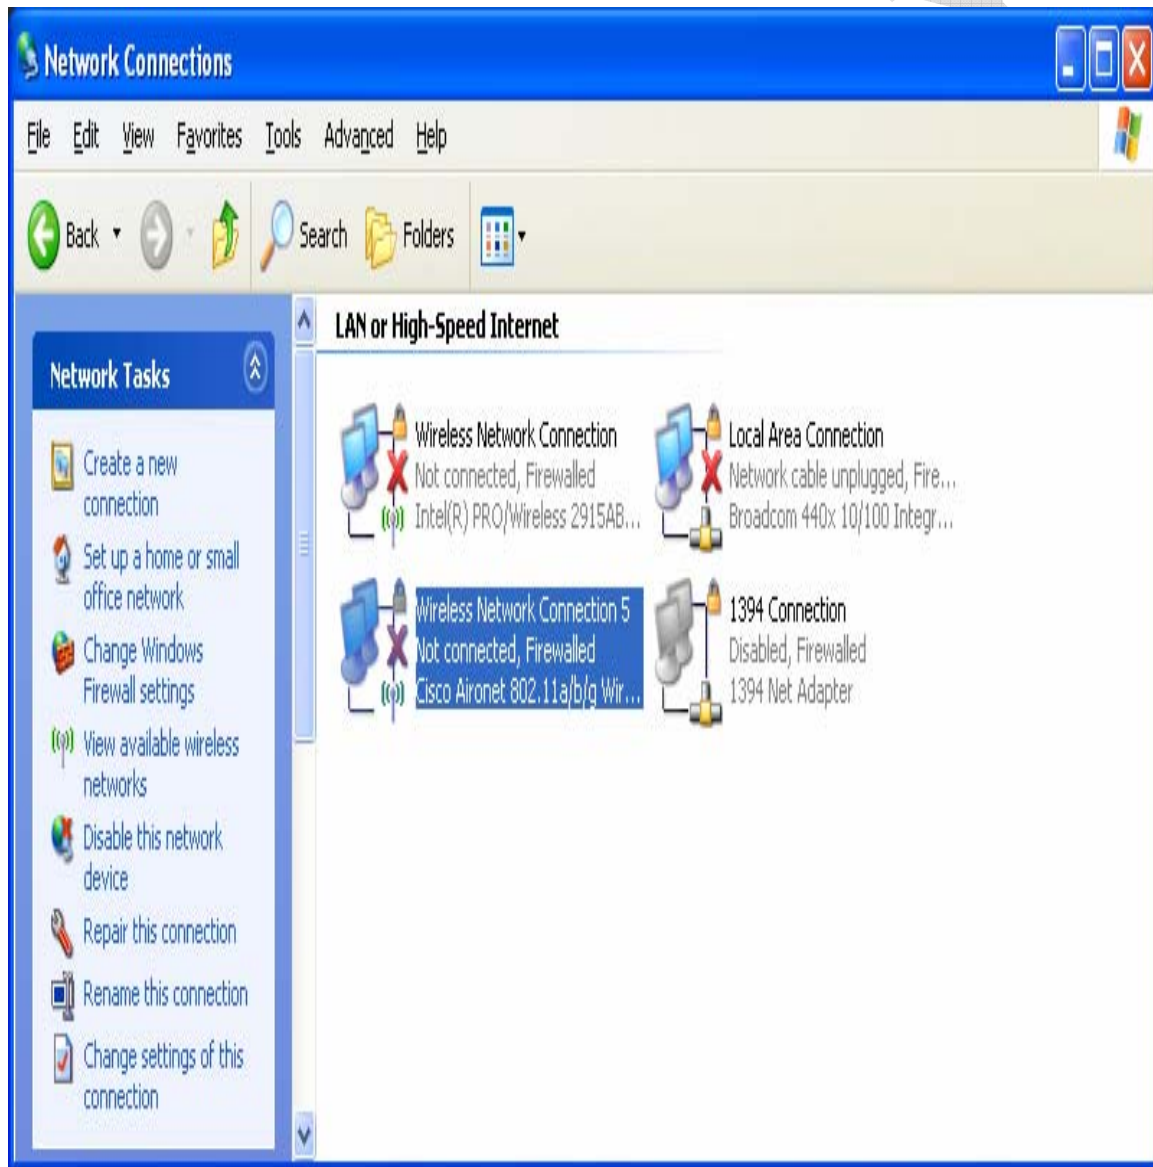 Network Connections
File Edit View Favorites Tools Advanced Help
Back Search Folders
Network Tasks
Create a new
connection
Set up a home or small
office network
Change Windows
Firewall settings
View available wireless
networks
Disable this network
device
Repair this connection
Rename this connection
Change settings of this
connection
LAN or High-Speed Internet
Wireless Network Connection
Not connected, Firewalled
Intel(R) PRO/Wireless 2915AB...
Local Area Connection
Network cable unplugged, Fire...
Broadcom 440x 10/100 Integr...
Wireless Network Connection 5
Not connected, Firewalled
Cisco Aironet 802.11a/b/g Wir...
1394 Connection
Disabled, Firewalled
1394 Net Adapter